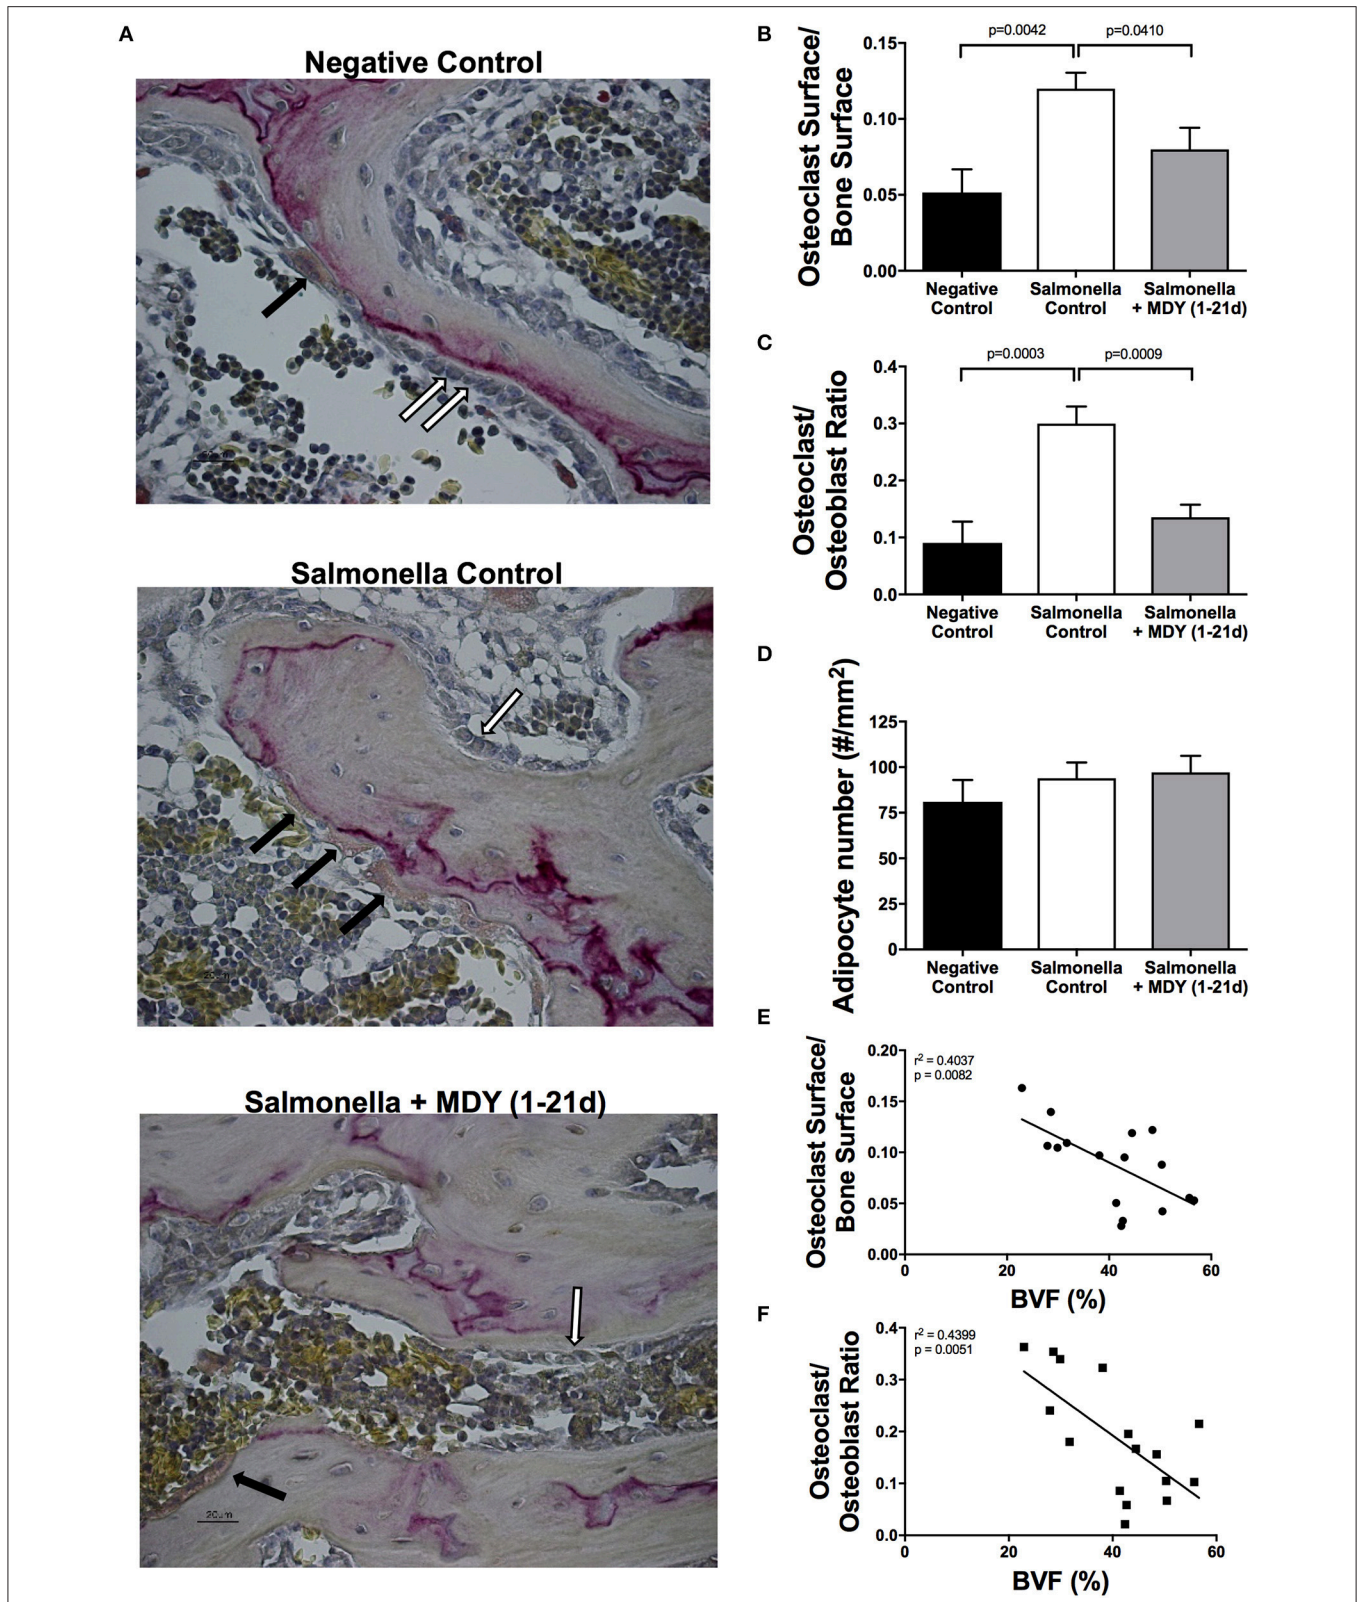 A
Negative Control
Salmonella Control
20um
Salmonella + MDY (1-21d)
20um
B
Osteoclast Surface/
Bone Surface
p=0.0042
p=0.0410
0.15
0.10
0.05
0.00
Negative
Control
Salmonella
Control
Salmonella
+ MDY (1-21d)
C
Osteoclast/
Osteoblast Ratio
p=0.0003
p=0.0009
0.4
0.3
0.2
0.1
0.0
Negative
Control
Salmonella
Control
Salmonella
+ MDY (1-21d)
D
Adipocyte number (#/mm²)
125
100
75
50
25
0
Negative
Control
Salmonella
Control
Salmonella
+ MDY (1-21d)
E
Osteoclast Surface/
Bone Surface
r² = 0.4037
p = 0.0082
0.20
0.15
0.10
0.05
0.00
0 20 40 60
BVF (%)
F
Osteoclast/
Osteoblast Ratio
r² = 0.4399
p = 0.0051
0.4
0.3
0.2
0.1
0.0
0 20 40 60
BVF (%)